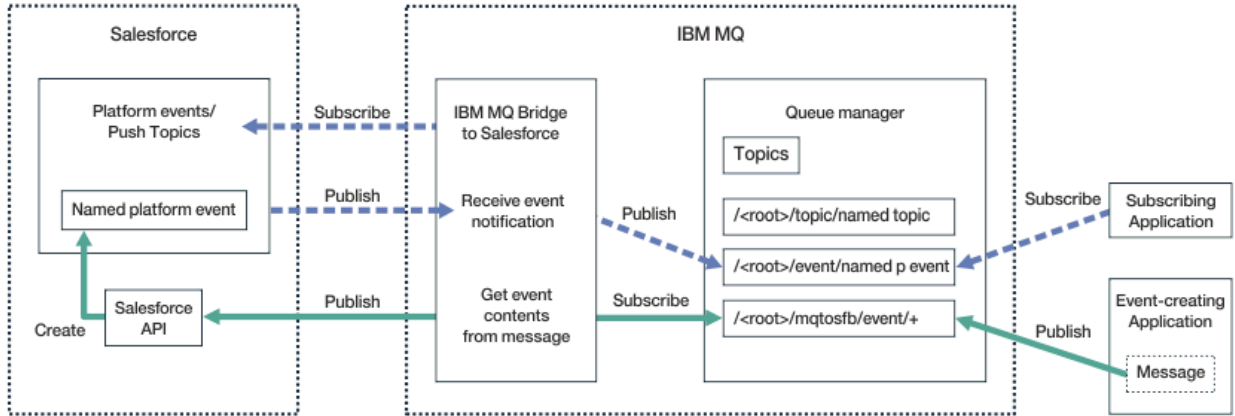 Salesforce
IBM MQ
Platform events/
Push Topics
Subscribe
IBM MQ Bridge
to Salesforce
Queue manager
Topics
Named platform event
Publish
Receive event
notification
Publish
/<root>/topic/named topic
Subscribe
Subscribing
Application
/<root>/event/named p event
Create
Salesforce
API
Publish
Get event
contents
from message
Subscribe
/<root>/mqtosfb/event/+
Publish
Event-creating
Application
Message